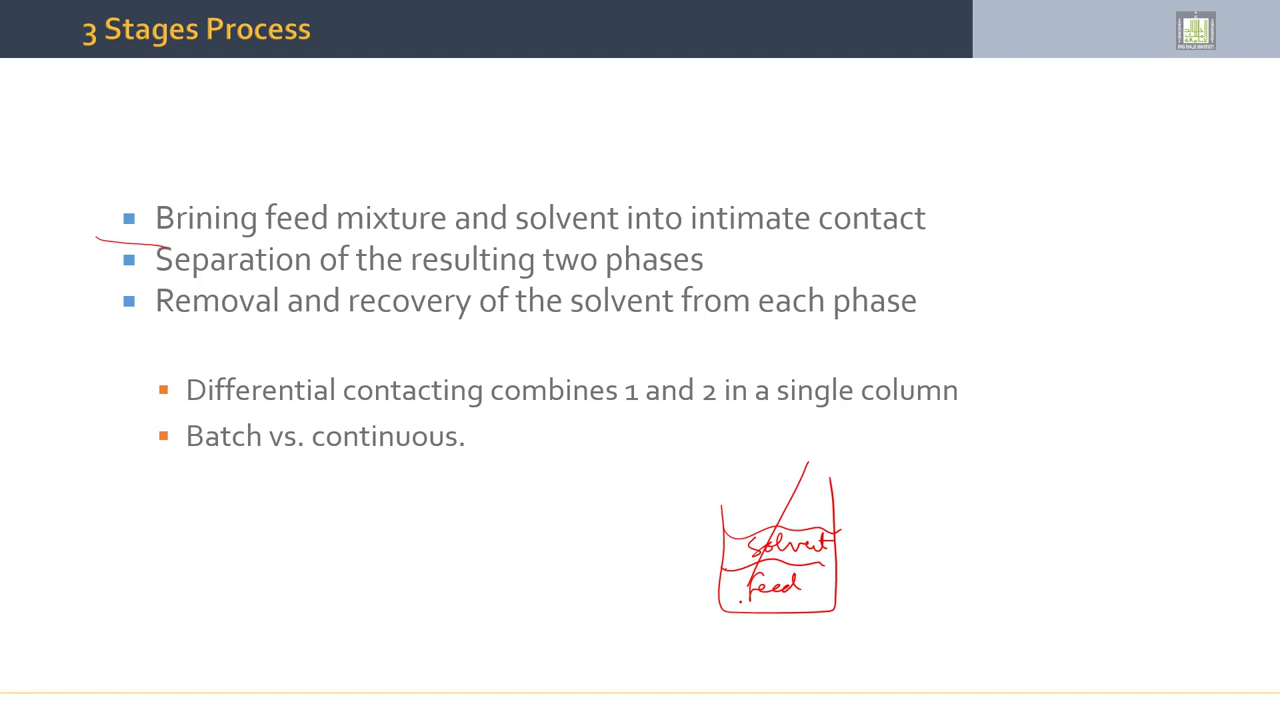 3 Stages Process
Brining feed mixture and solvent into intimate contact
Separation of the resulting two phases
Removal and recovery of the solvent from each phase
Differential contacting combines 1 and 2 in a single column
Batch vs. continuous.
Solvent
feed